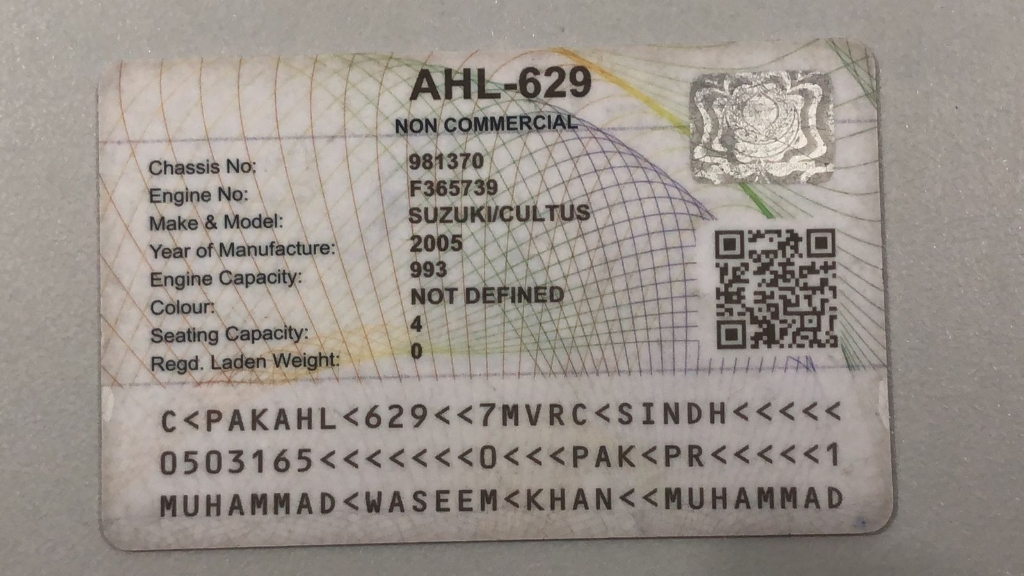 AHL-629
NON COMMERCIAL
Chassis No: 981370
Engine No: F365739
Make & Model: SUZUKI/CULTUS
Year of Manufacture: 2005
Engine Capacity: 993
Colour: NOT DEFINED
Seating Capacity: 4
Regd. Laden Weight: 0
C<PAKAHL<629<<7MVRC<SINDH<<<<<
0503165<<<<<<<<0<<<PAK<PR<<<<<1
MUHAMMAD<WASEEM<KHAN<<MUHAMMAD